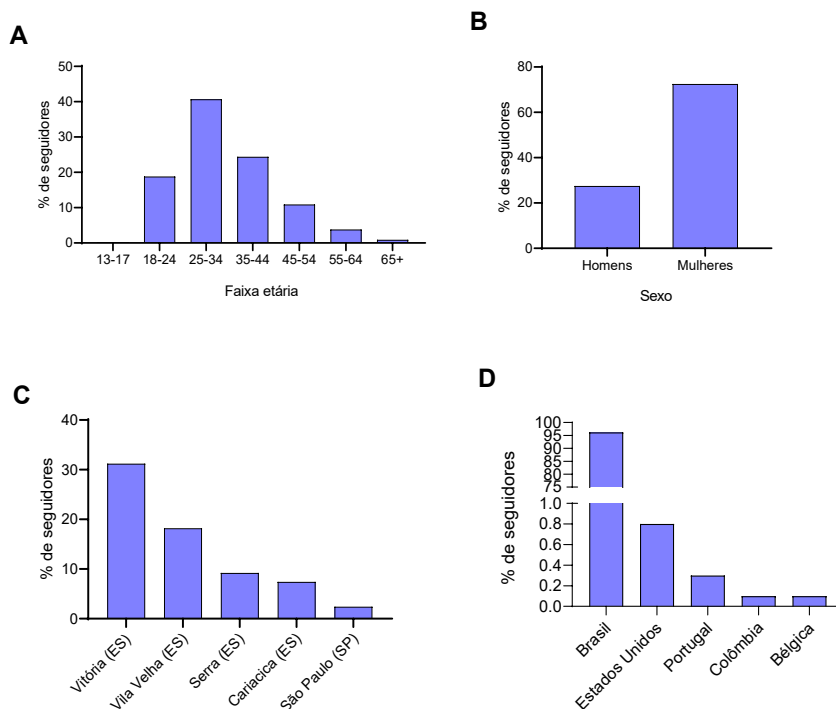 A
% de seguidores
50
40
30
20
10
0
13-17 18-24 25-34 35-44 45-54 55-64 65+
Faixa etária
B
% de seguidores
80
60
40
20
0
Homens Mulheres
Sexo
C
% de seguidores
40
30
20
10
0
Vitória (ES)
Vila Velha (ES)
Serra (ES)
Cariacica (ES)
São Paulo (SP)
D
% de seguidores
100
95
90
85
80
75
1.0
0.8
0.6
0.4
0.2
0.0
Brasil
Estados Unidos
Portugal
Colômbia
Bélgica